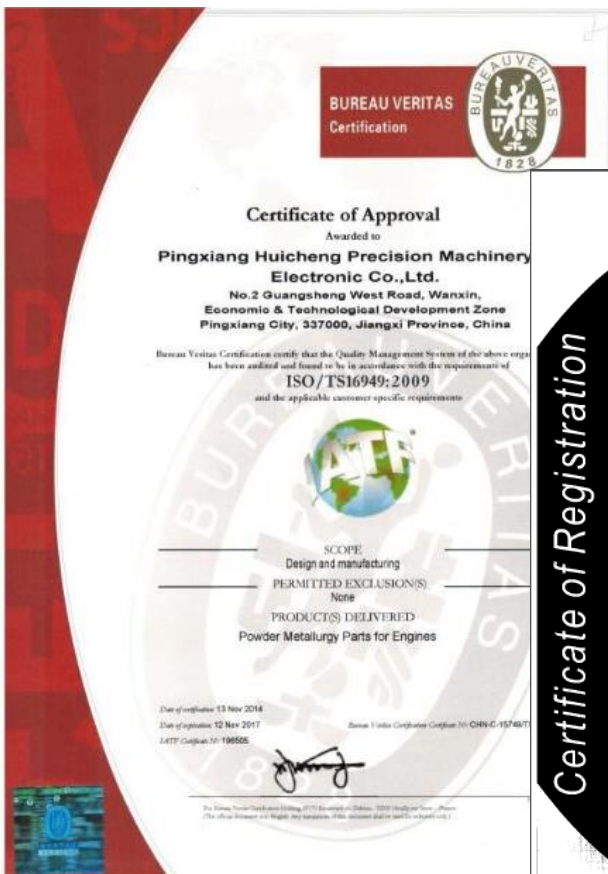 BUREAU VERITAS
Certification
BUREAU VERITAS
1828
Certificate of Approval
Awarded to
Pingxiang Huicheng Precision Machinery
Electronic Co.,Ltd.
No.2 Guangsheng West Road, Wanxin,
Economic & Technological Development Zone
Pingxiang City, 337000, Jiangxi Province, China
Bureau Veritas Certification certify that the Quality Management System of the above
has been audited and found to be in accordance with the requirements of
ISO/TS16949:2009
and the applicable customer specific requirements
IATF
SCOPE
Design and manufacturing
PERMITTED EXCLUSION(S)
None
PRODUCT(S) DELIVERED
Powder Metallurgy Parts for Engines
Date of certification: 13 Nov 2014
Date of expiration: 12 Nov 2017
Bureau Veritas Certification Certificate N°: CHN-C-15749/
IATF Certificate N°: 196505
BUREAU VERITAS
1828
Certificate of Registration